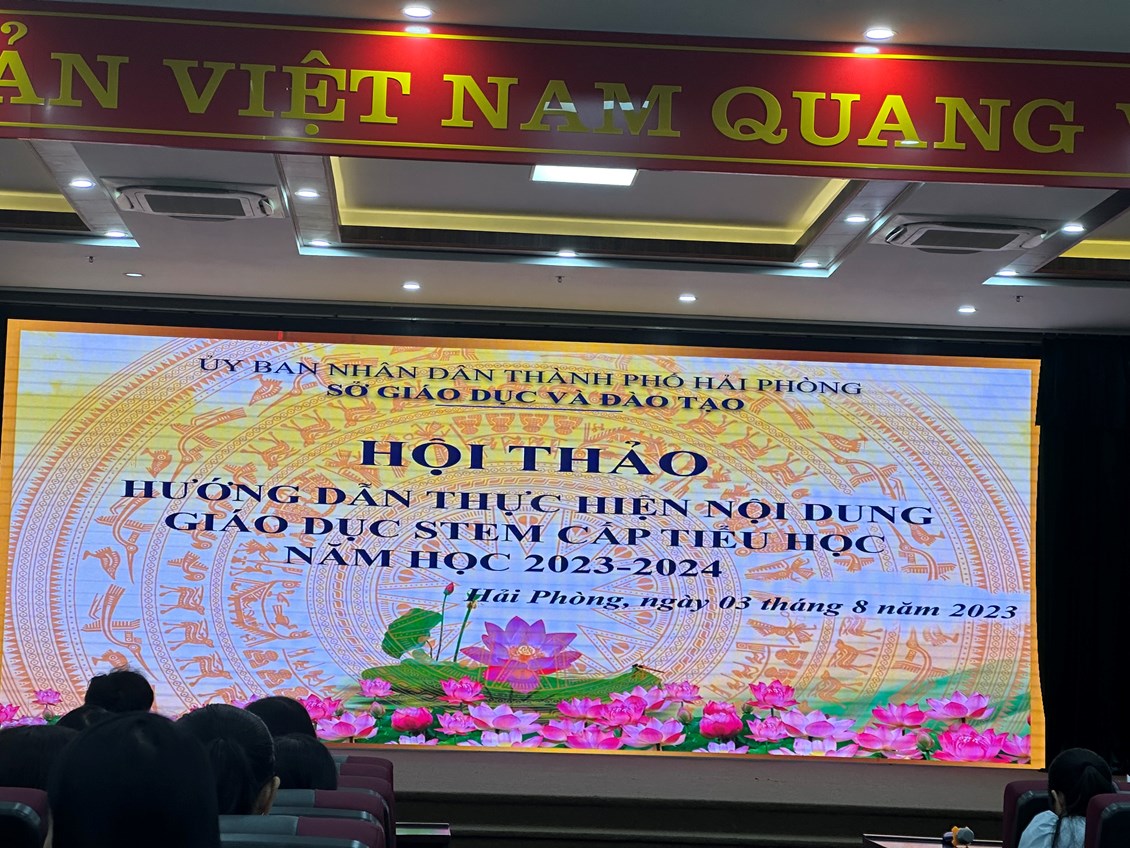 ẢN VIỆT NAM QUANG
ỦY BAN NHÂN DÂN THÀNH PHỐ HẢI PHÒNG
SỞ GIÁO DỤC VÀ ĐÀO TẠO
HỘI THẢO
HƯỚNG DẪN THỰC HIỆN NỘI DUNG
GIÁO DỤC STEM CẤP TIỂU HỌC
NĂM HỌC 2023-2024
Hải Phòng, ngày 03 tháng 8 năm 2023